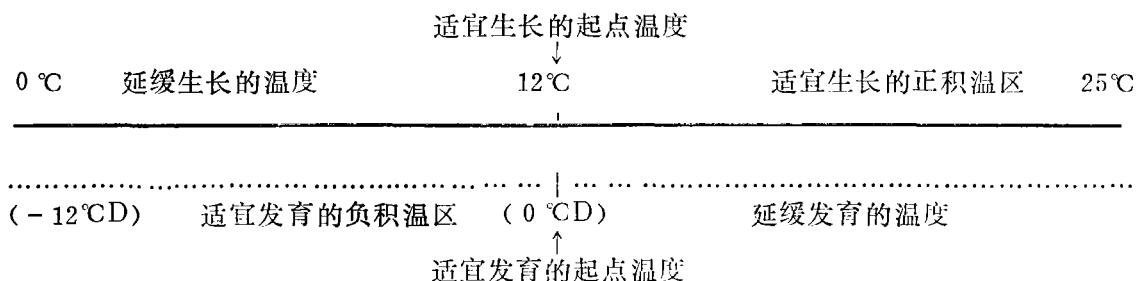 适宜生长的起点温度
↓
0 ℃ 延缓生长的温度 12℃ 适宜生长的正积温区 25℃
(-12℃D) 适宜发育的负积温区 (0 ℃D) 延缓发育的温度
↑
适宜发育的起点温度